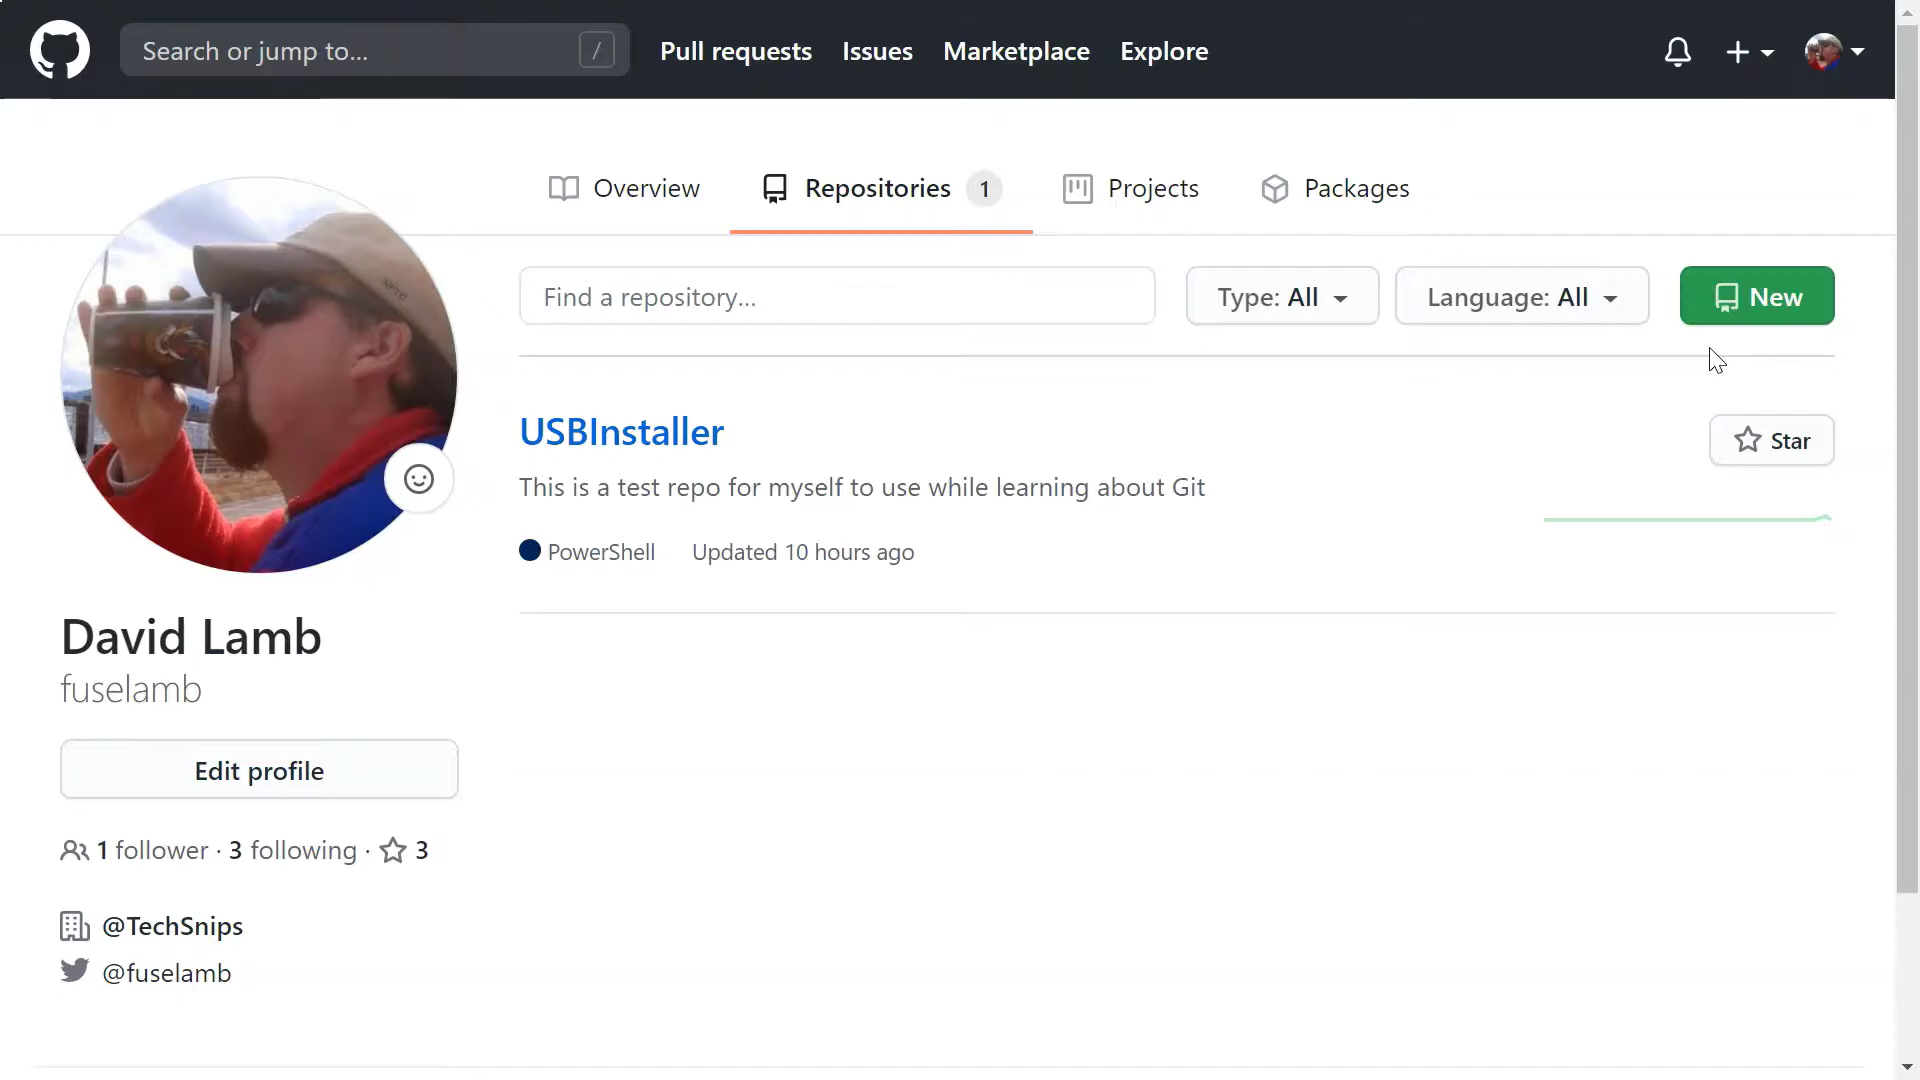 Search or jump to... /
Pull requests Issues Marketplace Explore
Overview Repositories 1 Projects Packages
Find a repository... Type: All Language: All New
USBInstaller
Star
This is a test repo for myself to use while learning about Git
PowerShell Updated 10 hours ago
David Lamb
fuselamb
Edit profile
1 follower · 3 following · 3
@TechSnips
@fuselamb